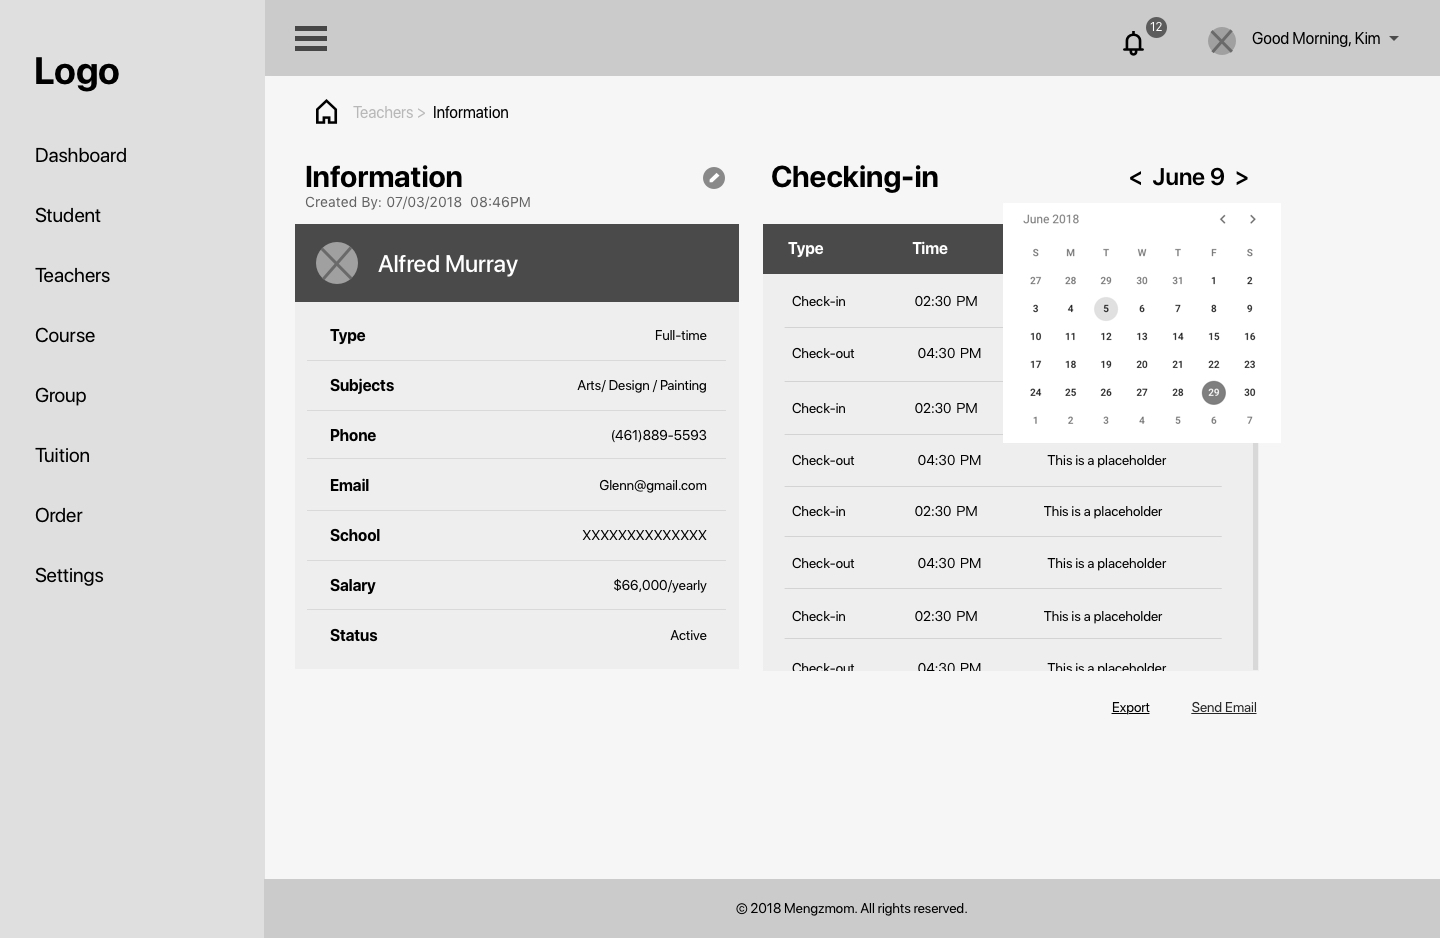 Logo
Dashboard
Student
Teachers
Course
Group
Tuition
Order
Settings
12
Good Morning, Kim
Teachers > Information
Information
Created By: 07/03/2018 08:46PM
Alfred Murray
Type Full-time
Subjects Arts/ Design / Painting
Phone (461)889-5593
Email Glenn@gmail.com
School XXXXXXXXXXXXXX
Salary $66,000/yearly
Status Active
Checking-in
< June 9 >
Type Time
Check-in 02:30 PM
Check-out 04:30 PM
Check-in 02:30 PM
Check-out 04:30 PM This is a placeholder
Check-in 02:30 PM This is a placeholder
Check-out 04:30 PM This is a placeholder
Check-in 02:30 PM This is a placeholder
Check-out 04:30 PM This is a placeholder
June 2018
S M T W T F S
27 28 29 30 31 1 2
3 4 5 6 7 8 9
10 11 12 13 14 15 16
17 18 19 20 21 22 23
24 25 26 27 28 29 30
1 2 3 4 5 6 7
Export Send Email
© 2018 Mengzmom. All rights reserved.